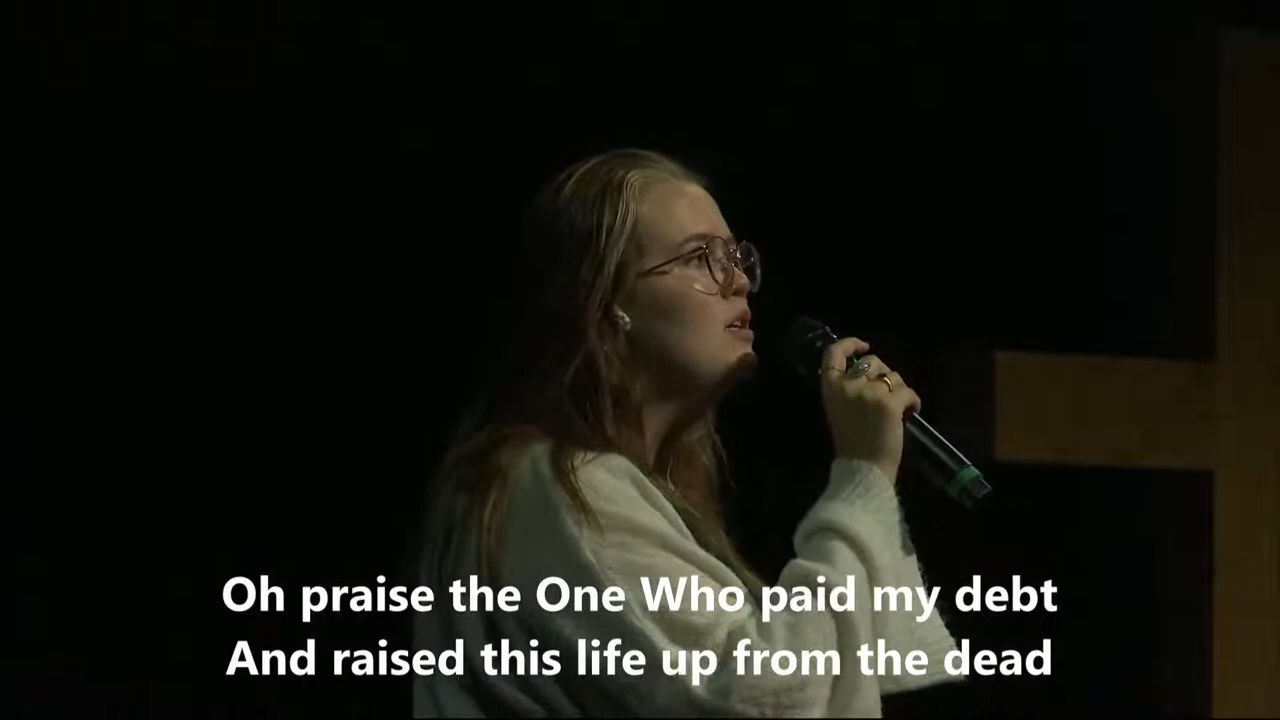 Oh praise the One Who paid my debt
And raised this life up from the dead